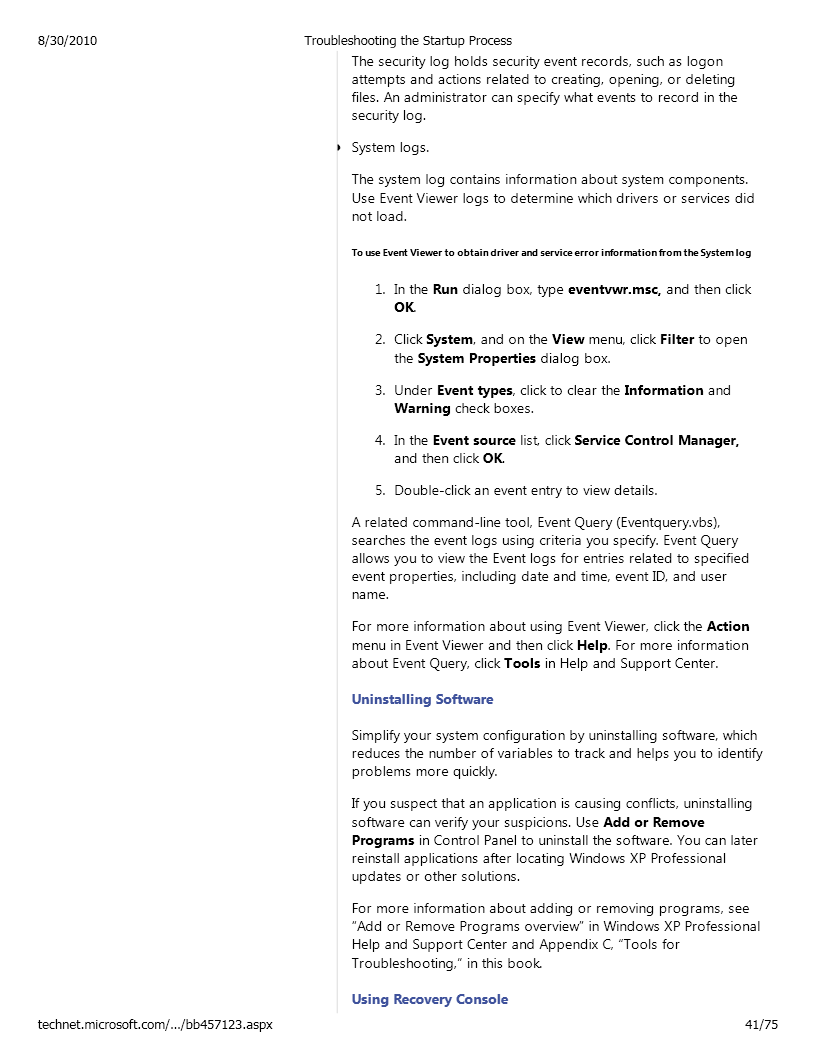 8/30/2010
Troubleshooting the Startup Process
The security log holds security event records, such as logon
attempts and actions related to creating, opening, or deleting
files. An administrator can specify what events to record in the
security log.
System logs.
The system log contains information about system components.
Use Event Viewer logs to determine which drivers or services did
not load.
To use Event Viewer to obtain driver and service error information from the System log
1. In the Run dialog box, type eventvwr.msc, and then click
OK.
2. Click System, and on the View menu, click Filter to open
the System Properties dialog box.
3. Under Event types, click to clear the Information and
Warning check boxes.
4. In the Event source list, click Service Control Manager,
and then click OK.
5. Double-click an event entry to view details.
A related command-line tool, Event Query (Eventquery.vbs),
searches the event logs using criteria you specify. Event Query
allows you to view the Event logs for entries related to specified
event properties, including date and time, event ID, and user
name.
For more information about using Event Viewer, click the Action
menu in Event Viewer and then click Help. For more information
about Event Query, click Tools in Help and Support Center.
Uninstalling Software
Simplify your system configuration by uninstalling software, which
reduces the number of variables to track and helps you to identify
problems more quickly.
If you suspect that an application is causing conflicts, uninstalling
software can verify your suspicions. Use Add or Remove
Programs in Control Panel to uninstall the software. You can later
reinstall applications after locating Windows XP Professional
updates or other solutions.
For more information about adding or removing programs, see
"Add or Remove Programs overview" in Windows XP Professional
Help and Support Center and Appendix C, "Tools for
Troubleshooting," in this book.
Using Recovery Console
technet.microsoft.com/.../bb457123.aspx
41/75